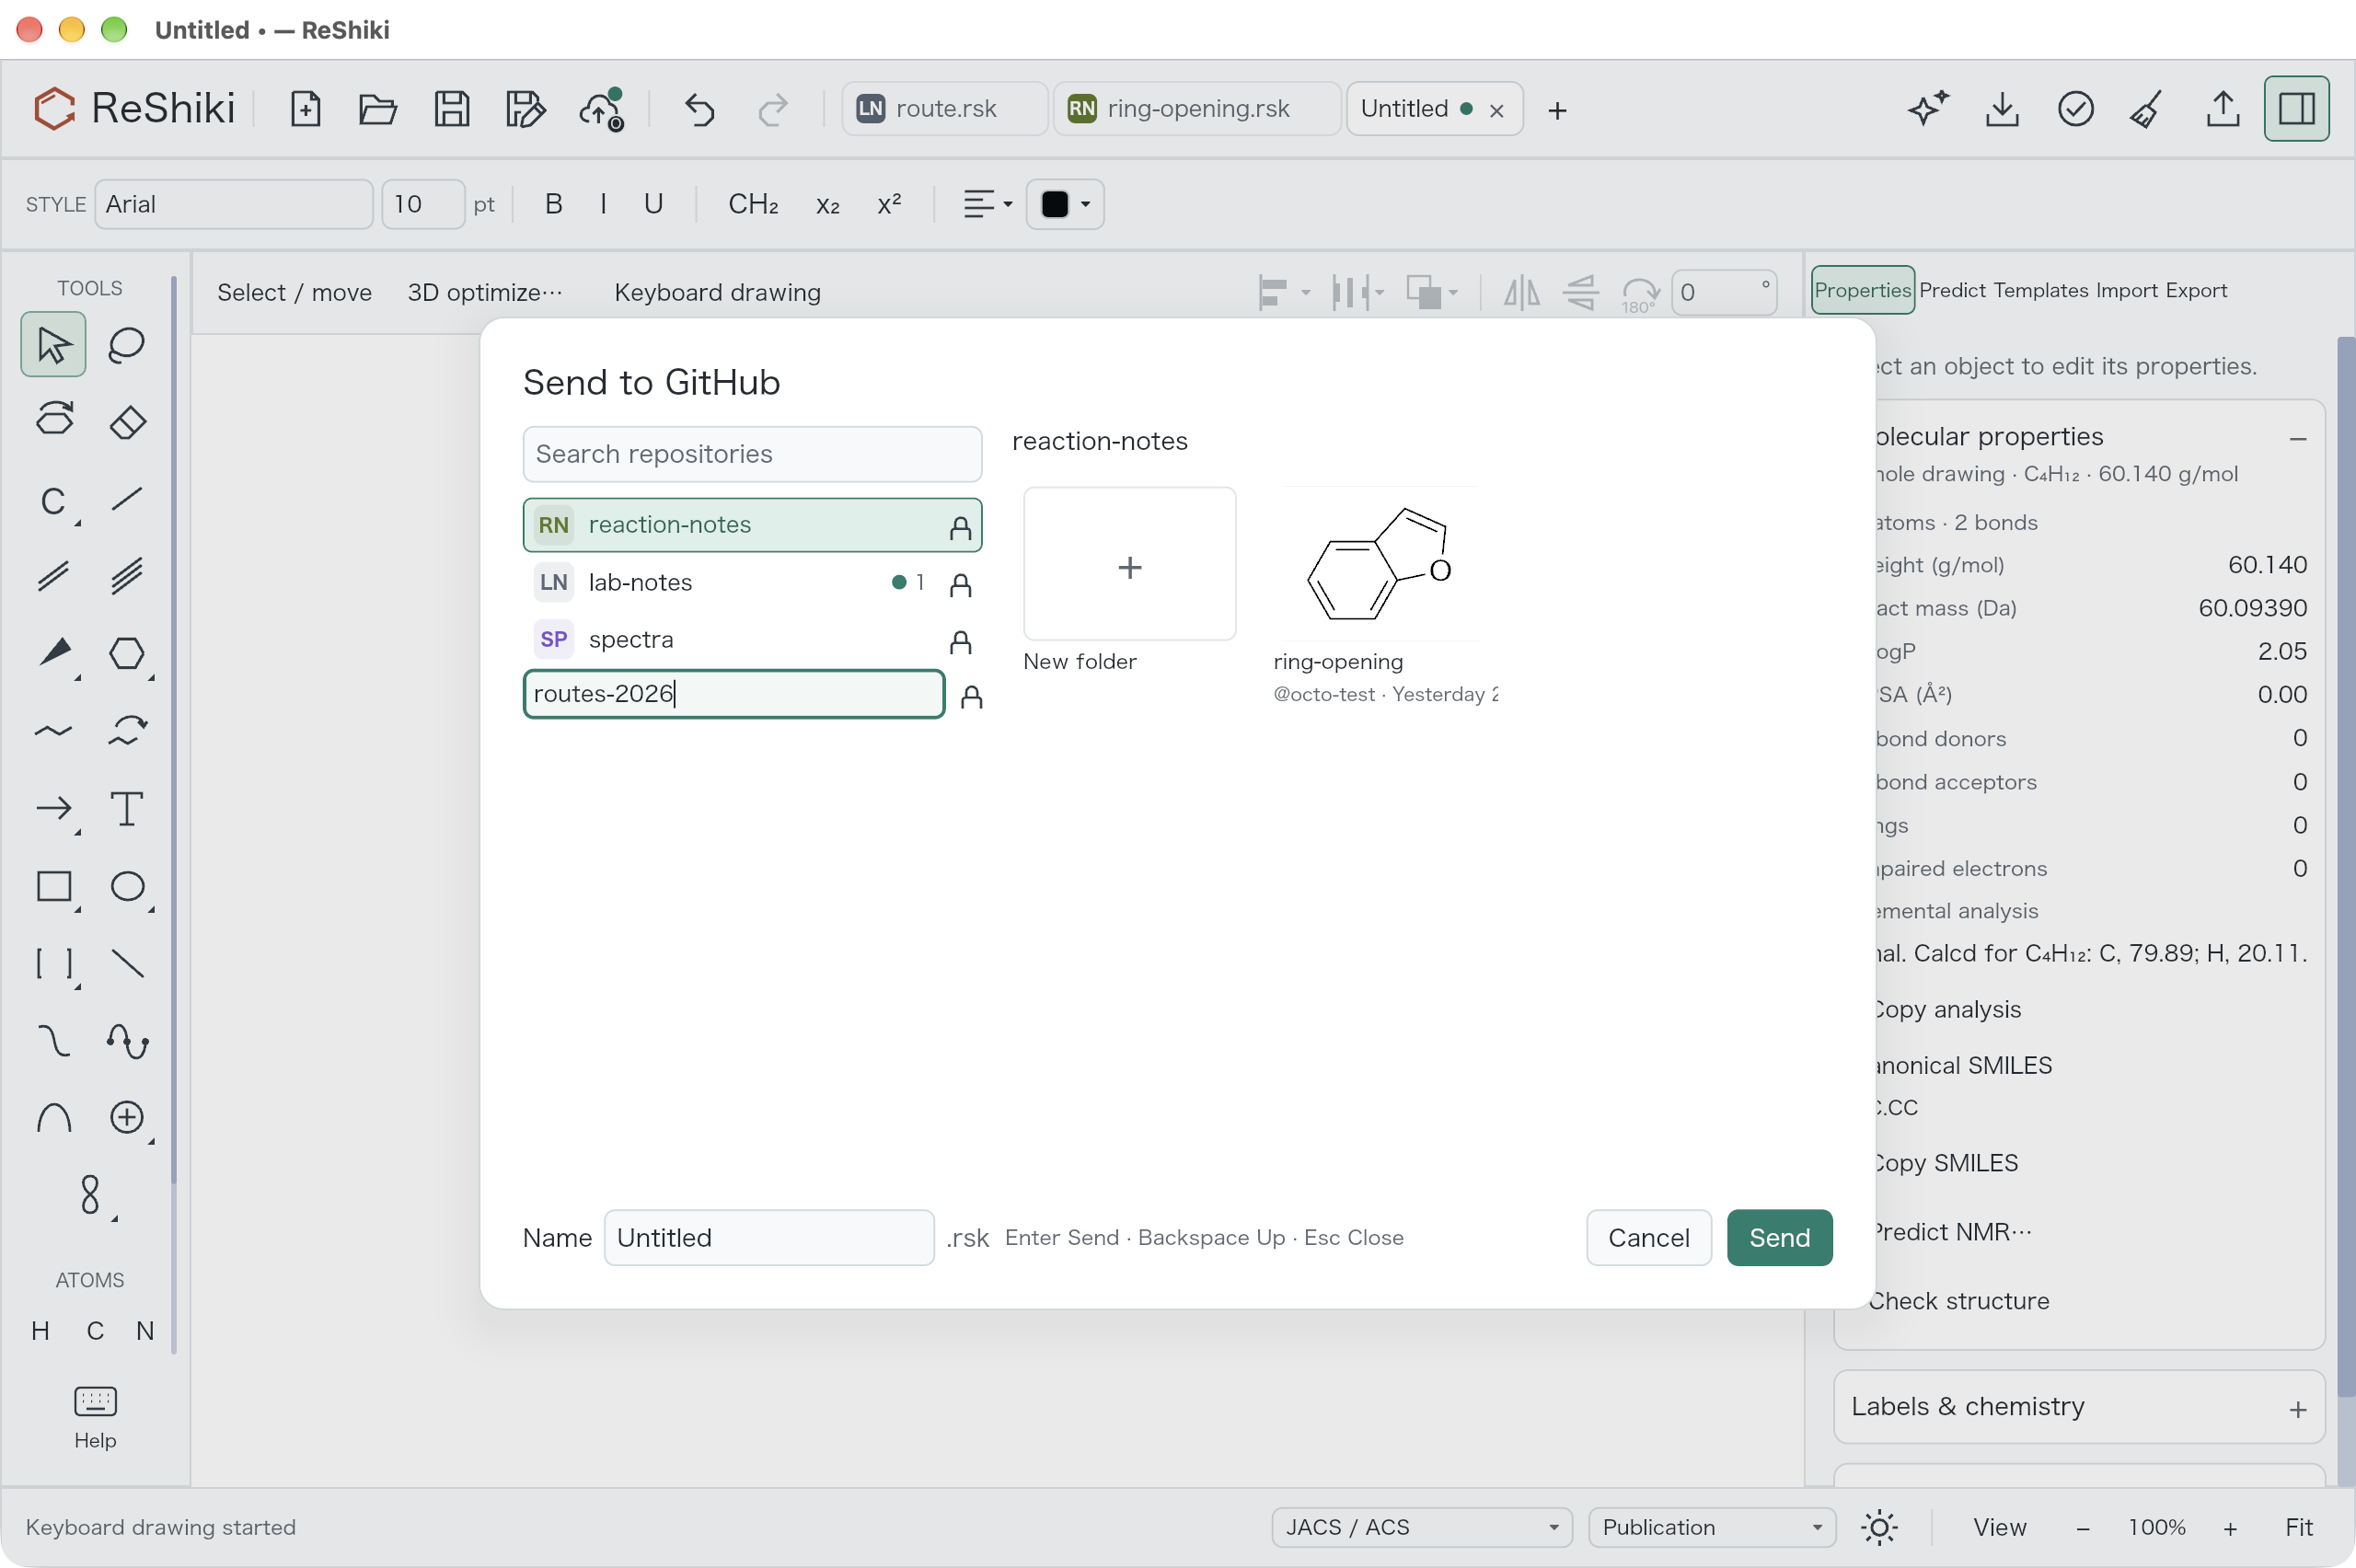 Untitled • — ReShiki
ReShiki
LN route.rsk
RN ring-opening.rsk
Untitled
STYLE Arial 10 pt B I U CH₂ x₂ x²
TOOLS
Select / move 3D optimize··· Keyboard drawing
180°
0 °
Properties Predict Templates Import Export
Send to GitHub
Search repositories
RN reaction-notes
LN lab-notes 1
SP spectra
routes-2026
reaction-notes
+
New folder
O
ring-opening
@octo-test · Yesterday 2
Name Untitled .rsk Enter Send · Backspace Up · Esc Close
Cancel Send
ect an object to edit its properties.
olecular properties −
hole drawing · C₄H₁₂ · 60.140 g/mol
atoms · 2 bonds
eight (g/mol) 60.140
act mass (Da) 60.09390
ogP 2.05
SA (Å²) 0.00
bond donors 0
bond acceptors 0
ngs 0
paired electrons 0
emental analysis
nal. Calcd for C₄H₁₂: C, 79.89; H, 20.11.
Copy analysis
anonical SMILES
C.CC
Copy SMILES
Predict NMR···
Check structure
Labels & chemistry +
C
T
[ ]
ATOMS
H C N
Help
Keyboard drawing started
JACS / ACS
Publication
View − 100% + Fit